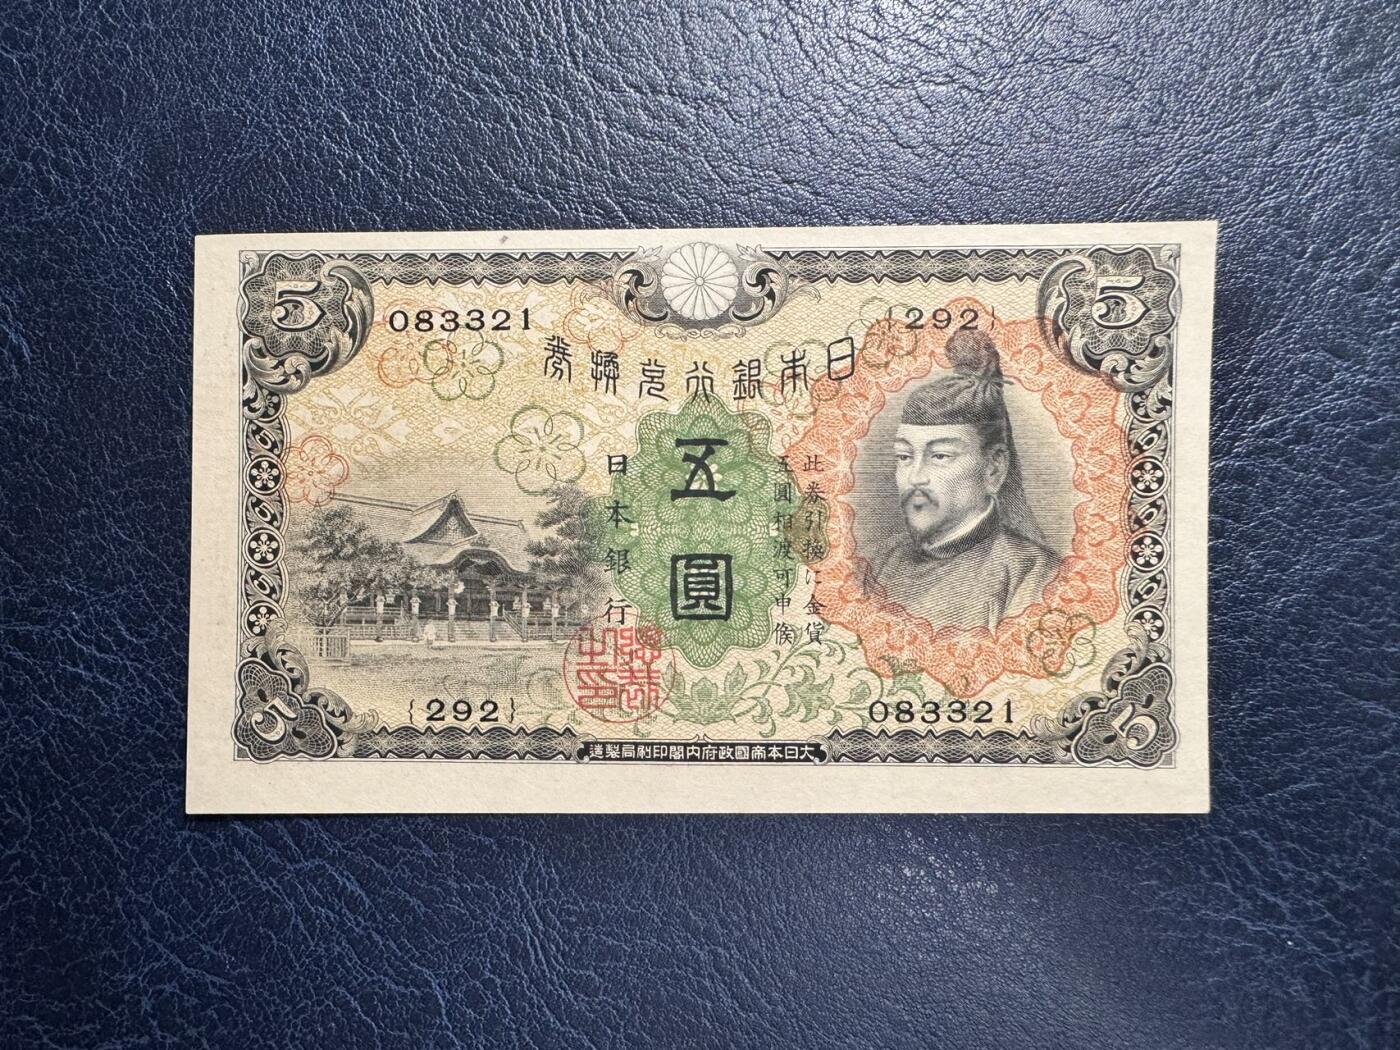 5
5
083321
{292}
日本銀行兌換券
五圓
此券引換に金貨
五圓相渡可申候
日本銀行
{292}
083321
5
5
大日本帝國政府内閣印刷局製造